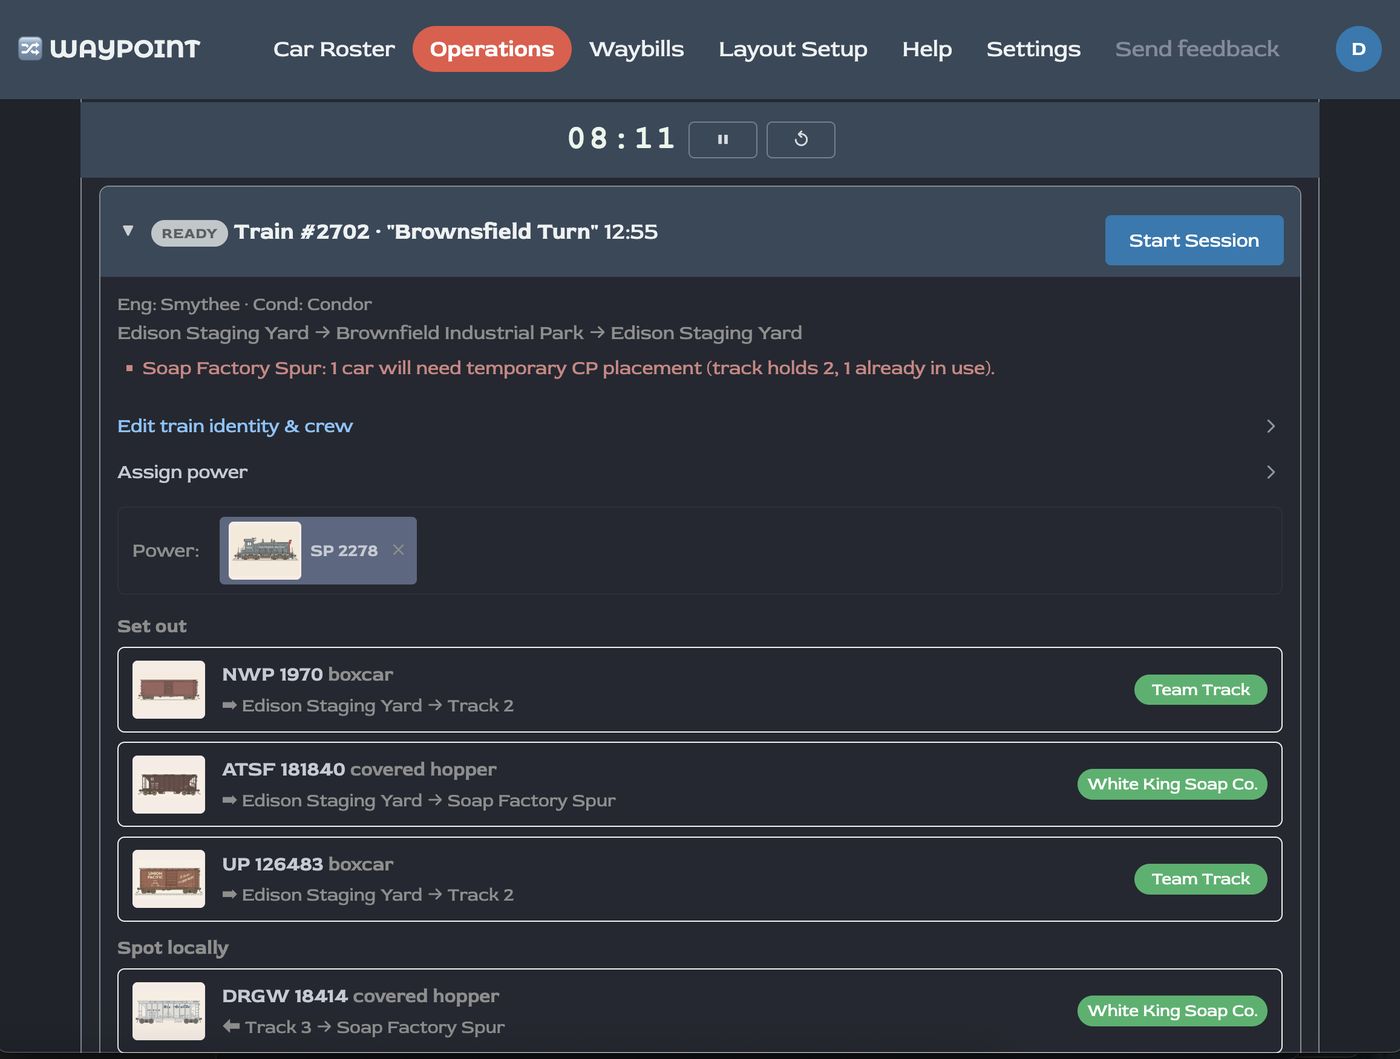 WAYPOINT
Car Roster
Operations
Waybills
Layout Setup
Help
Settings
Send feedback
D
08:11
READY Train #2702 · "Brownsfield Turn" 12:55
Start Session
Eng: Smythee · Cond: Condor
Edison Staging Yard → Brownfield Industrial Park → Edison Staging Yard
▪ Soap Factory Spur: 1 car will need temporary CP placement (track holds 2, 1 already in use).
Edit train identity & crew
Assign power
Power:
SP 2278
Set out
NWP 1970 boxcar
➡ Edison Staging Yard → Track 2
Team Track
ATSF 181840 covered hopper
➡ Edison Staging Yard → Soap Factory Spur
White King Soap Co.
UP 126483 boxcar
➡ Edison Staging Yard → Track 2
Team Track
Spot locally
DRGW 18414 covered hopper
⬅ Track 3 → Soap Factory Spur
White King Soap Co.